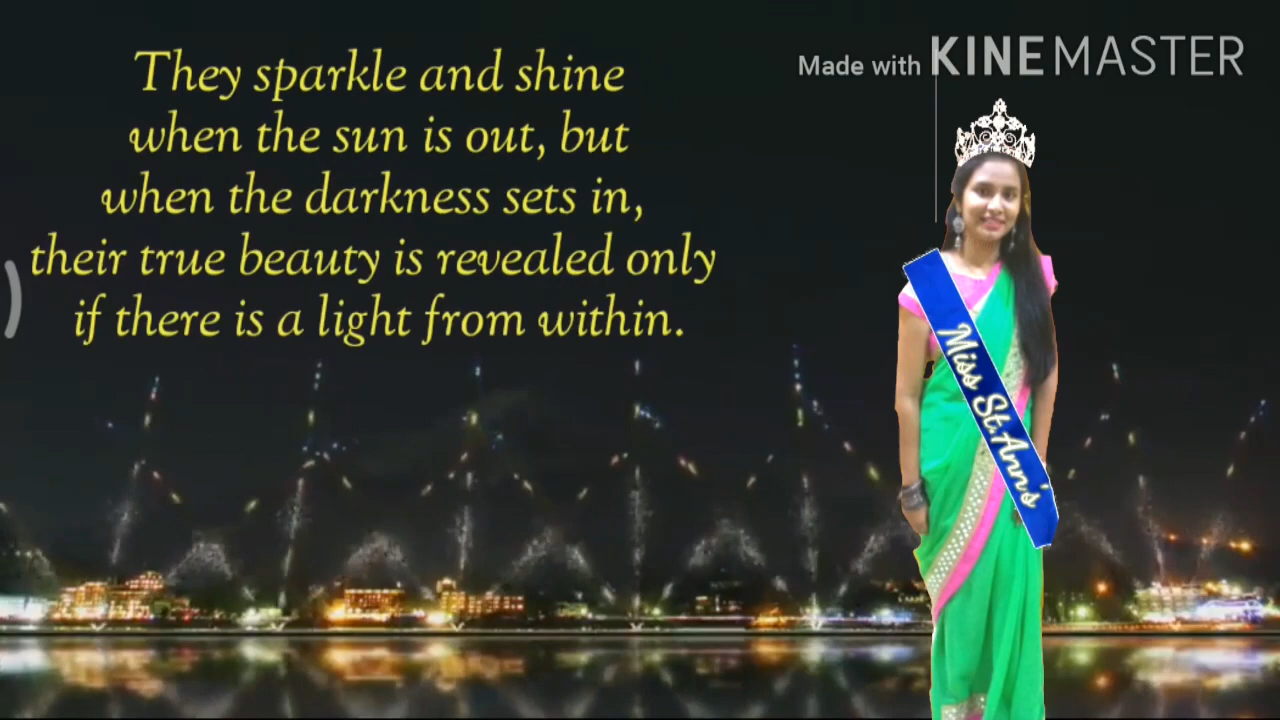 They sparkle and shine
when the sun is out, but
when the darkness sets in,
their true beauty is revealed only
if there is a light from within.
Made with KINEMASTER
Miss St.Ann's